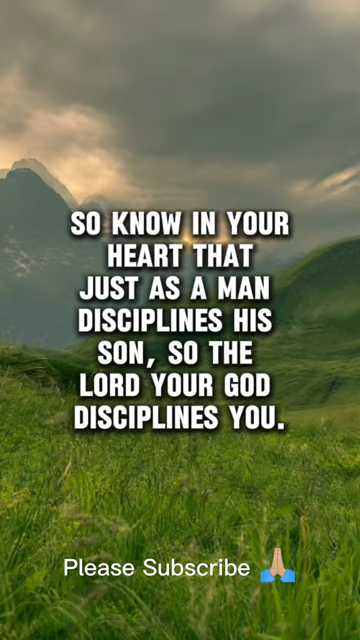 SO KNOW IN YOUR
HEART THAT
JUST AS A MAN
DISCIPLINES HIS
SON, SO THE
LORD YOUR GOD
DISCIPLINES YOU.
Please Subscribe 🙏🏼